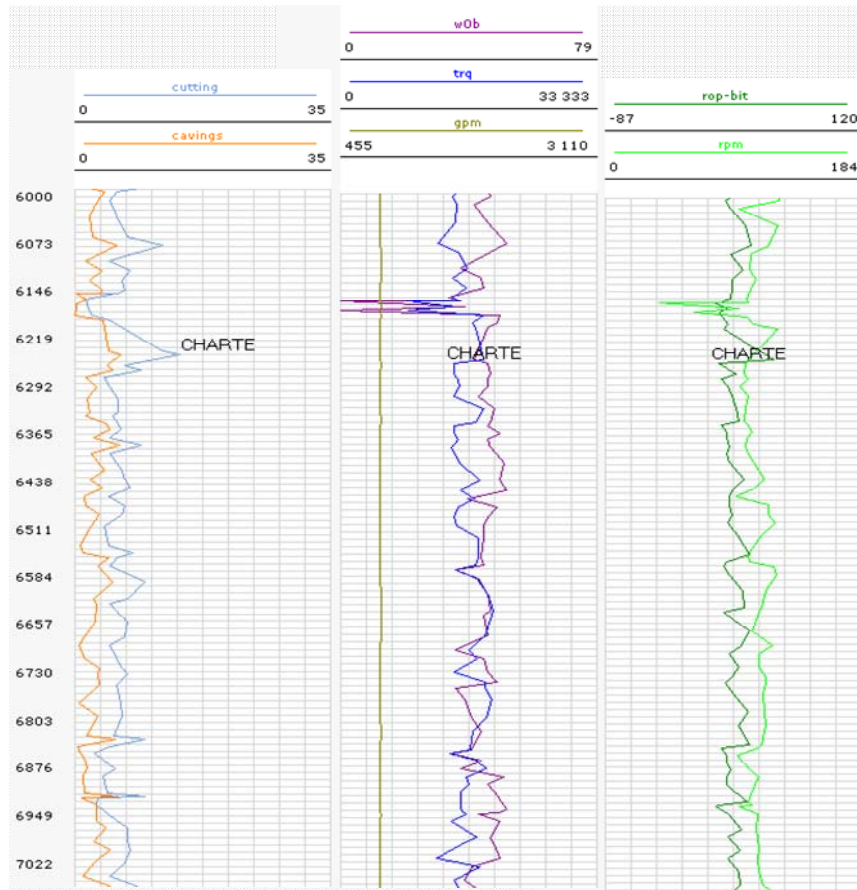 w0b
0 79
trq
0 33 333
gpm
455 3 110
cutting
0 35
cavings
0 35
rop-bit
-87 120
rpm
0 184
6000
6073
6146
6219
6292
6365
6438
6511
6584
6657
6730
6803
6876
6949
7022
CHARTE
CHARTE
CHARTE